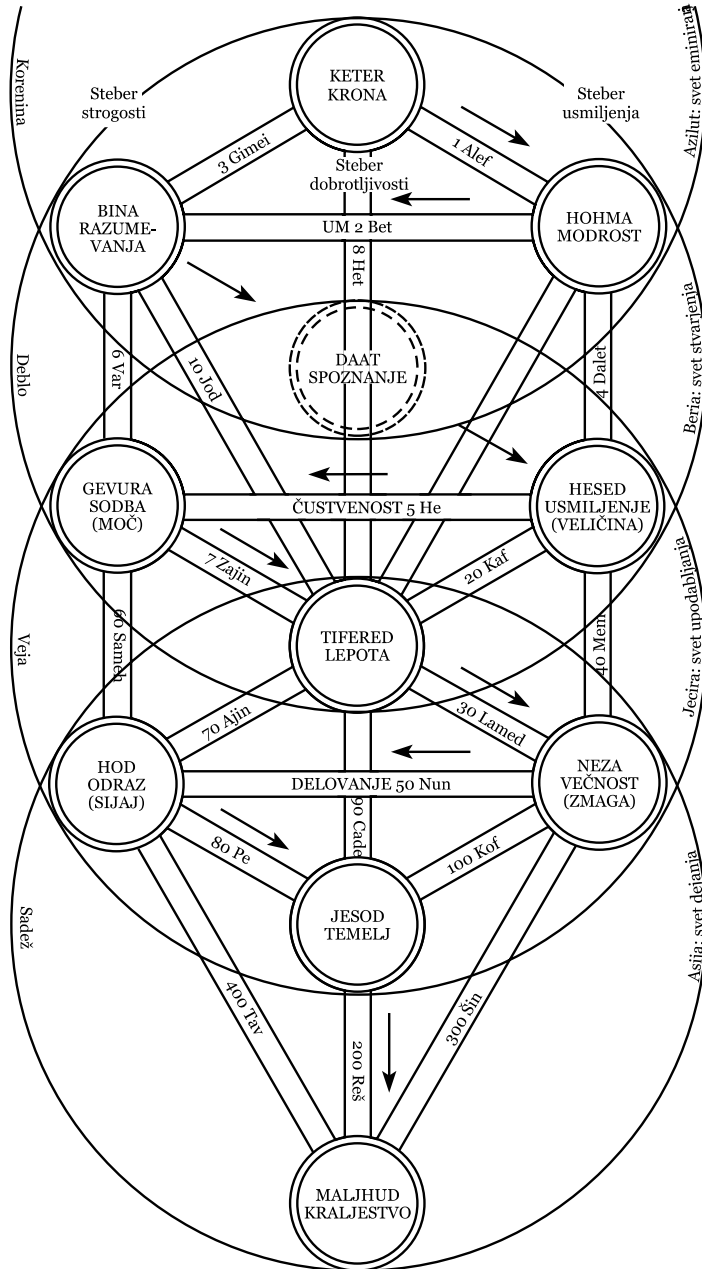 KETER
KRONA
Steber
strogosti
Steber
usmiljenja
Korenina
Azilut: svet eminiranja
3 Gimei
1 Alef
Steber
dobrotljivosti
BINA
RAZUME-
VANJA
HOHMA
MODROST
UM 2 Bet
8 Het
DAAT
SPOZNANJE
Deblo
6 Var
10 Jod
4 Dalet
Beria: svet stvarjenja
GEVURA
SODBA
(MOČ)
HESED
USMILJENJE
(VELIČINA)
ČUSTVENOST 5 He
7 Zajin
20 Kaf
TIFERED
LEPOTA
Veja
60 Sameh
40 Mem
Jecira: svet upodabljanja
70 Ajin
30 Lamed
HOD
ODRAZ
(SIJAJ)
NEZA
VEČNOST
(ZMAGA)
DELOVANJE 50 Nun
90 Cade
80 Pe
100 Kof
JESOD
TEMELJ
Sadež
Asija: svet dejanja
400 Tav
200 Reš
300 Šin
MALJHUD
KRALJESTVO